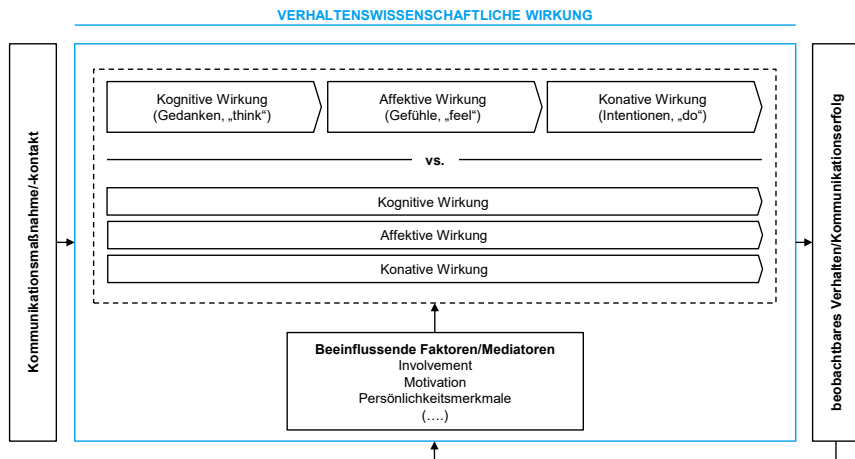 VERHALTENSWISSENSCHAFTLICHE WIRKUNG
Kommunikationsmaßnahme/-kontakt
Kognitive Wirkung
(Gedanken, „think“)
Affektive Wirkung
(Gefühle, „feel“)
Konative Wirkung
(Intentionen, „do“)
vs.
Kognitive Wirkung
Affektive Wirkung
Konative Wirkung
Beeinflussende Faktoren/Mediatoren
Involvement
Motivation
Persönlichkeitsmerkmale
(....)
beobachtbares Verhalten/Kommunikationserfolg